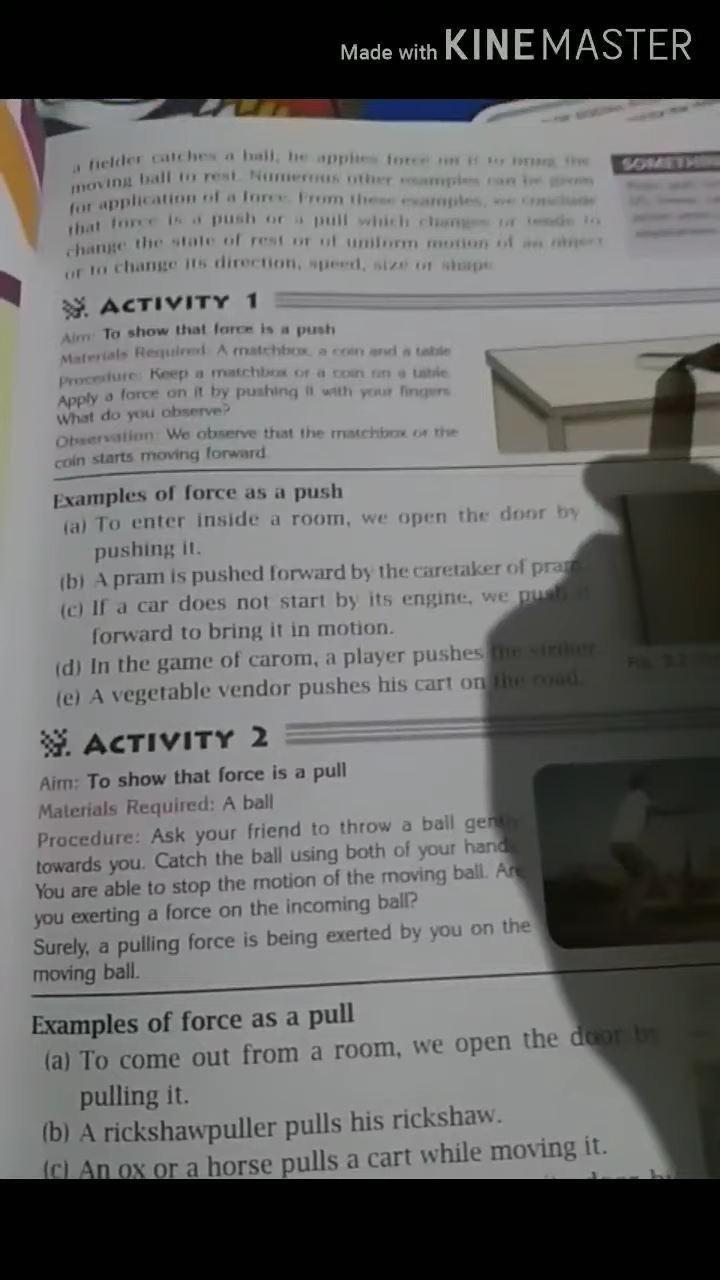 Made with KINEMASTER
a fielder catches a ball, he applies force on it to bring the
moving ball to rest. Numerous other examples can be given
for application of a force. From these examples, we conclude
that force is a push or a pull which changes or tends to
change the state of rest or of uniform motion of an object
or to change its direction, speed, size or shape.
SOMETHIN
ACTIVITY 1
Aim: To show that force is a push
Materials Required: A matchbox, a coin and a table
Procedure: Keep a matchbox or a coin on a table.
Apply a force on it by pushing it with your fingers.
What do you observe?
Observation: We observe that the matchbox or the
coin starts moving forward.
Examples of force as a push
(a) To enter inside a room, we open the door by
pushing it.
(b) A pram is pushed forward by the caretaker of pram.
(c) If a car does not start by its engine, we push it
forward to bring it in motion.
(d) In the game of carom, a player pushes the striker.
(e) A vegetable vendor pushes his cart on the road.
ACTIVITY 2
Aim: To show that force is a pull
Materials Required: A ball
Procedure: Ask your friend to throw a ball gently
towards you. Catch the ball using both of your hand
You are able to stop the motion of the moving ball. Are
you exerting a force on the incoming ball?
Surely, a pulling force is being exerted by you on the
moving ball.
Examples of force as a pull
(a) To come out from a room, we open the door by
pulling it.
(b) A rickshawpuller pulls his rickshaw.
(c) An ox or a horse pulls a cart while moving it.